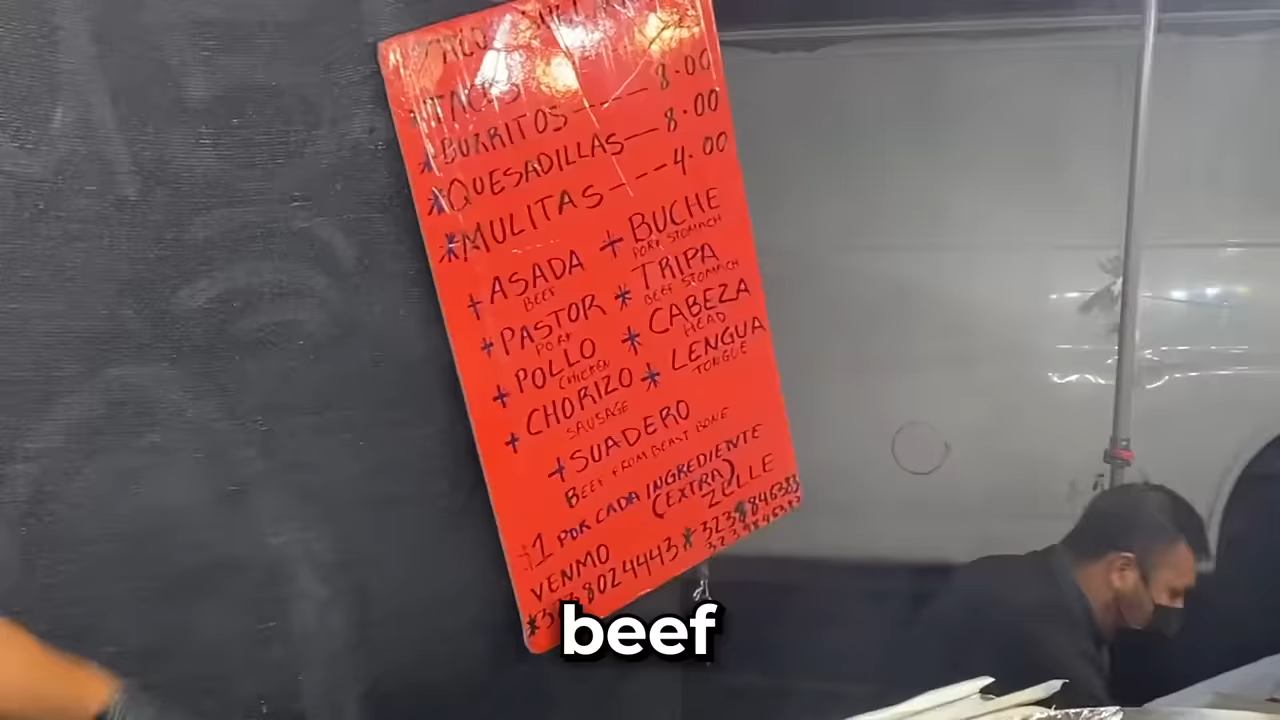 *TACOS
*BURRITOS ---- 8.00
*QUESADILLAS— 8.00
*MULITAS --- 4.00
+ASADA + BUCHE
BEEF PORK STOMACH
+PASTOR * TRIPA
PORK BEEF STOMACH
+POLLO * CABEZA
CHICKEN HEAD
+CHORIZO * LENGUA
SAUSAGE TONGUE
+SUADERO
BEEF FROM BREAST BONE
$1 POR CADA INGREDIENTE
(EXTRA)
VENMO ZELLE
beef